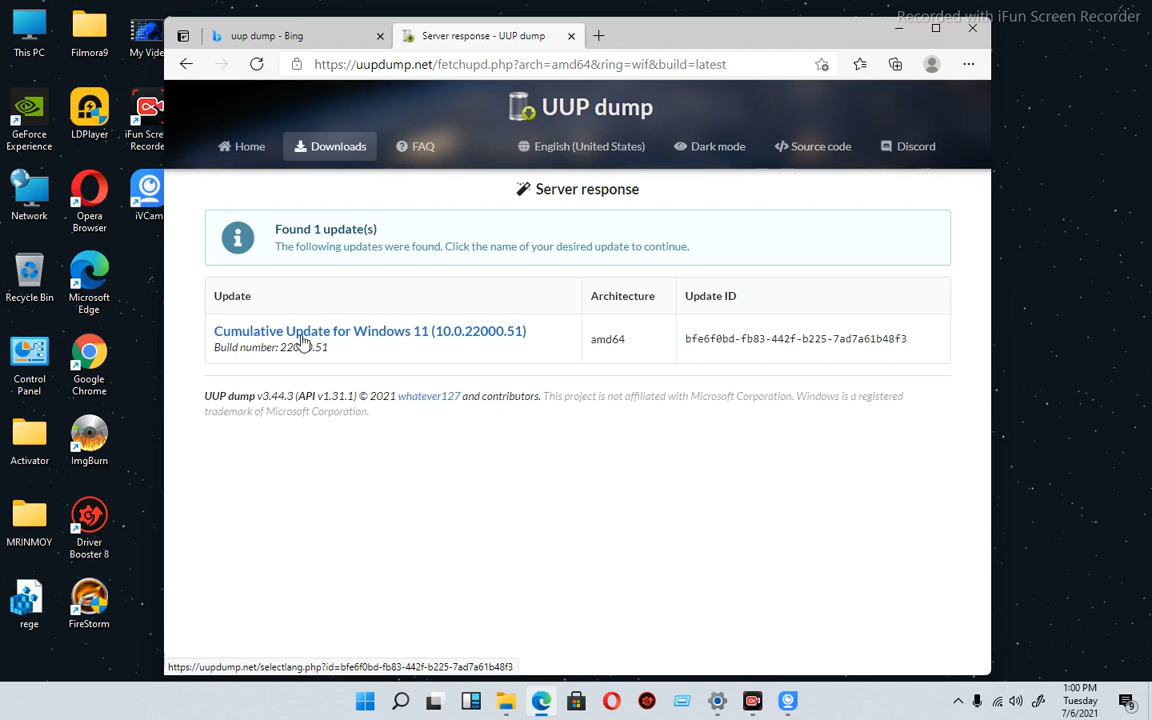 Recorded with iFun Screen Recorder
This PC
Filmora9
My Vide
uup dump - Bing
Server response - UUP dump
https://uupdump.net/fetchupd.php?arch=amd64&ring=wif&build=latest
UUP dump
GeForce
Experience
LDPlayer
iFun Scre
Recorde
Home
Downloads
FAQ
English (United States)
Dark mode
Source code
Discord
Server response
Network
Opera
Browser
iVCam
Found 1 update(s)
The following updates were found. Click the name of your desired update to continue.
Recycle Bin
Microsoft
Edge
Update
Architecture
Update ID
Cumulative Update for Windows 11 (10.0.22000.51)
Build number: 22000.51
amd64
bfe6f0bd-fb83-442f-b225-7ad7a61b48f3
Control
Panel
Google
Chrome
UUP dump v3.44.3 (API v1.31.1) © 2021 whatever127 and contributors. This project is not affiliated with Microsoft Corporation. Windows is a registered
trademark of Microsoft Corporation.
Activator
ImgBurn
MRINMOY
Driver
Booster 8
rege
FireStorm
https://uupdump.net/selectlang.php?id=bfe6f0bd-fb83-442f-b225-7ad7a61b48f3
1:00 PM
Tuesday
7/6/2021
9